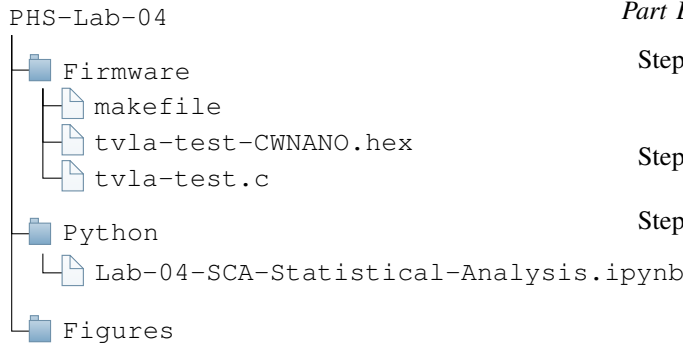 PHS-Lab-04
Firmware
makefile
tvla-test-CWNANO.hex
tvla-test.c
Python
Lab-04-SCA-Statistical-Analysis.ipynb
Figures
Part
Step
Step
Step